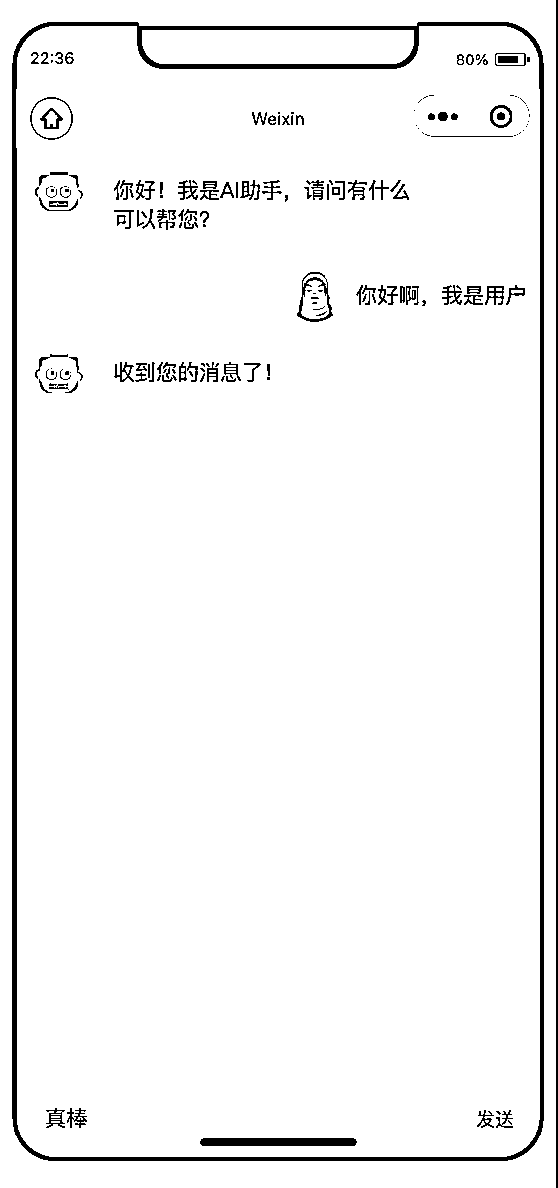 22:36
80%
Weixin
你好！我是AI助手，请问有什么
可以帮您？
你好啊，我是用户
收到您的消息了！
真棒
发送